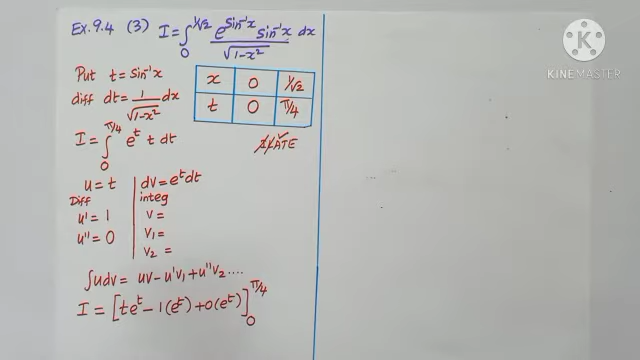 Ex.9.4 (3) I = ∫₀^{1/√2} e^{sin⁻¹x} sin⁻¹x / √(1-x²) dx
Put t = sin⁻¹x
diff dt = 1/√(1-x²) dx
x 0 1/√2
t 0 π/4
I = ∫₀^{π/4} e^t t dt
ILATE
u = t dv = e^t dt
Diff integ
u' = 1 v =
u'' = 0 v₁ =
v₂ =
∫udv = uv - u'v₁ + u''v₂ ....
I = [te^t - 1(e^t) + 0(e^t)]₀^{π/4}
K
KINEMASTER